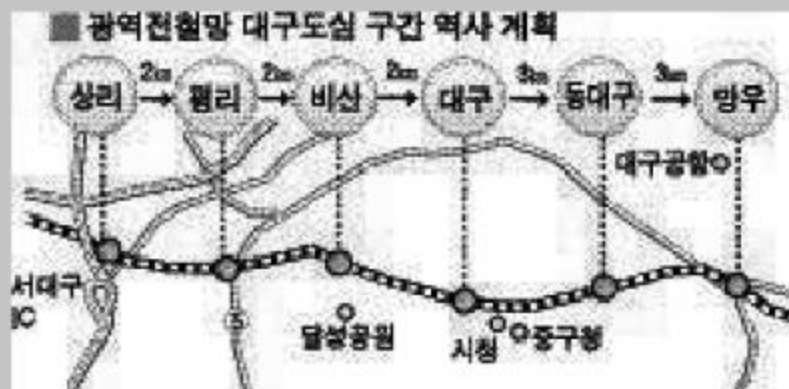 ■ 광역전철망 대구도심 구간 역사 계획
상리 2㎞ 평리 2㎞ 비산 2㎞ 대구 3㎞ 동대구 3㎞ 망우
대구공항
서대구
IC
달성공원
시청
중구청
5